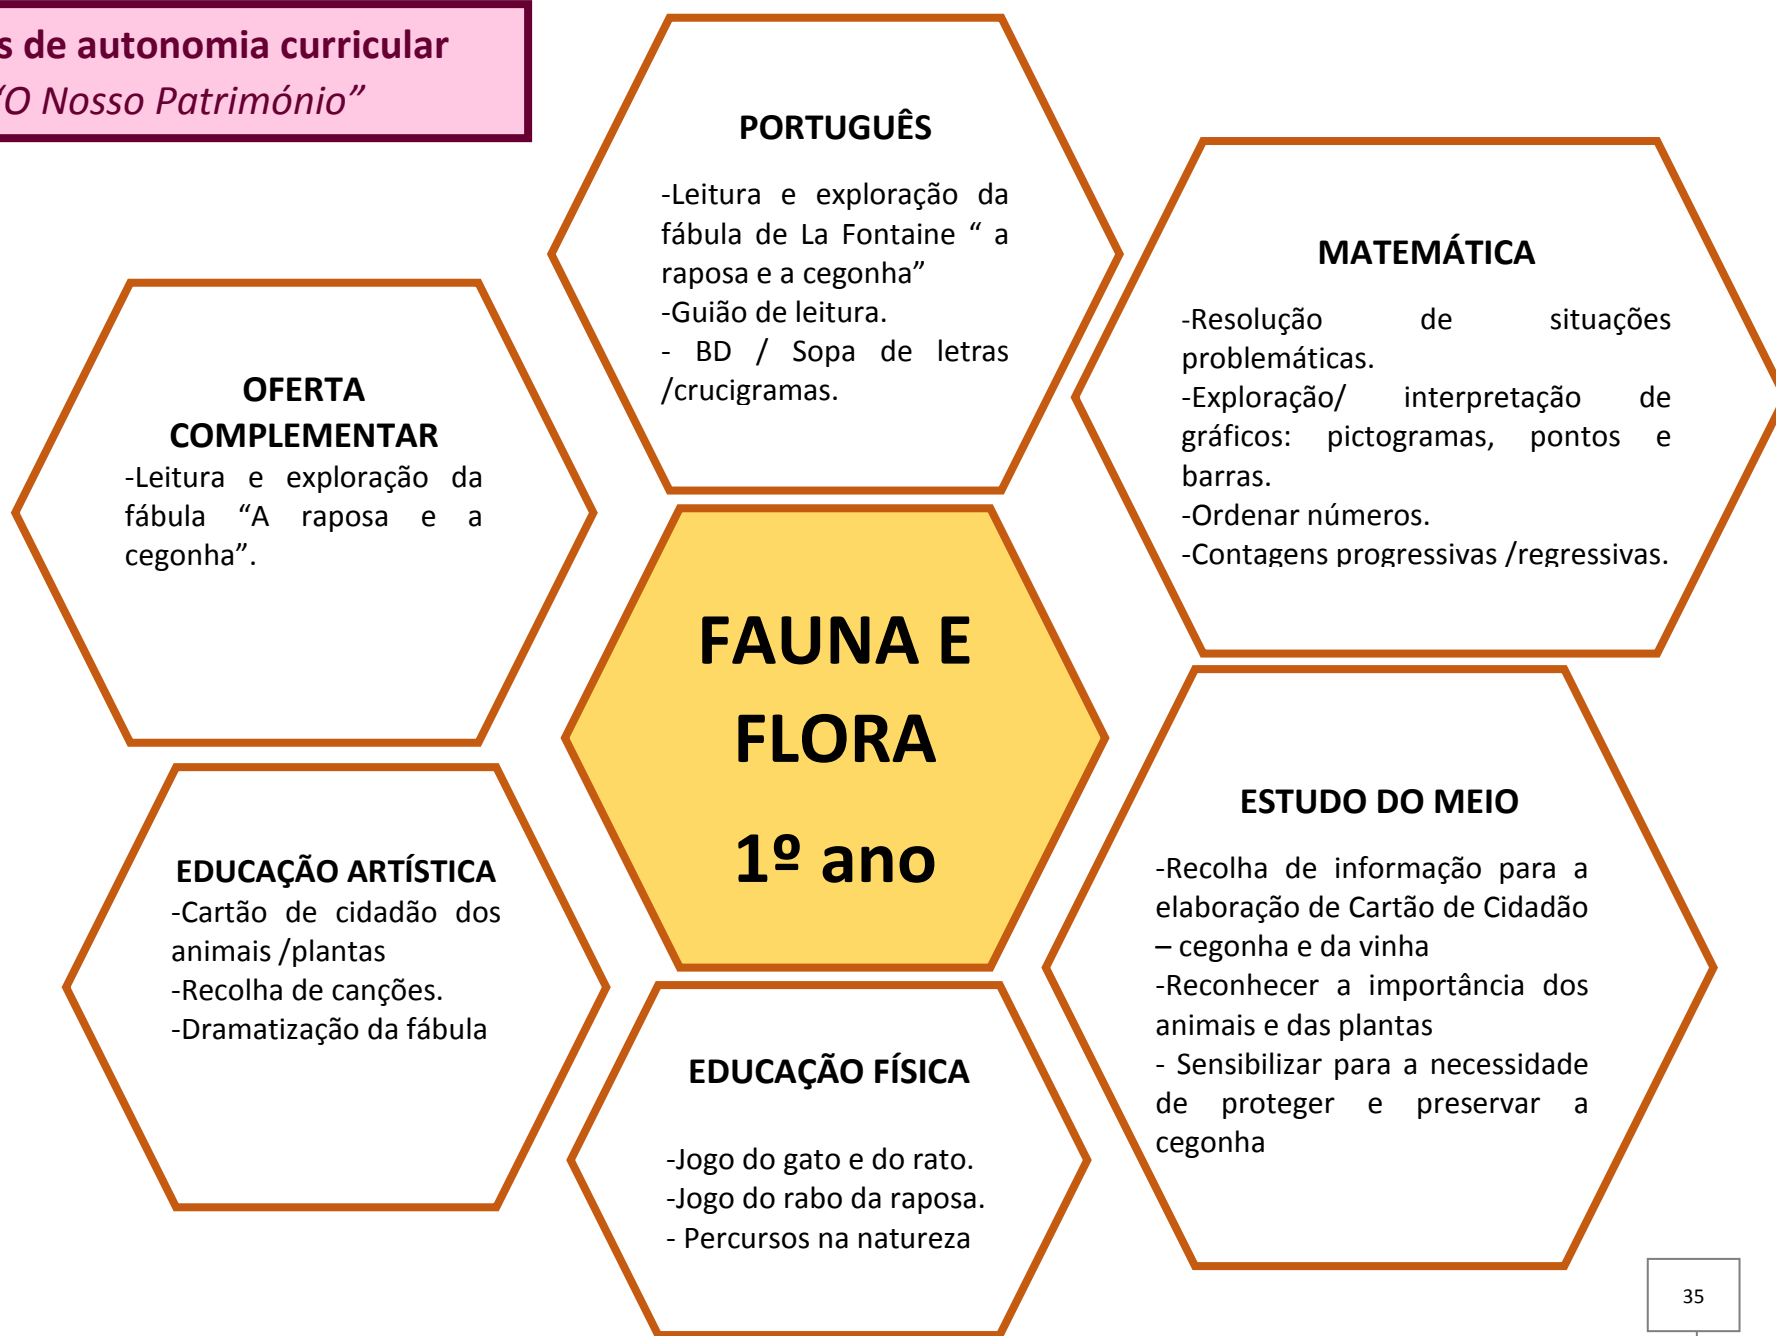 s de autonomia curricular
“O Nosso Património”
PORTUGUÊS
-Leitura e exploração da
fábula de La Fontaine “ a
raposa e a cegonha”
-Guião de leitura.
- BD / Sopa de letras
/crucigramas.
MATEMÁTICA
-Resolução de situações
problemáticas.
-Exploração/ interpretação de
gráficos: pictogramas, pontos e
barras.
-Ordenar números.
-Contagens progressivas /regressivas.
OFERTA
COMPLEMENTAR
-Leitura e exploração da
fábula “A raposa e a
cegonha”.
FAUNA E
FLORA
1º ano
EDUCAÇÃO ARTÍSTICA
-Cartão de cidadão dos
animais /plantas
-Recolha de canções.
-Dramatização da fábula
ESTUDO DO MEIO
-Recolha de informação para a
elaboração de Cartão de Cidadão
– cegonha e da vinha
-Reconhecer a importância dos
animais e das plantas
- Sensibilizar para a necessidade
de proteger e preservar a
cegonha
EDUCAÇÃO FÍSICA
-Jogo do gato e do rato.
-Jogo do rabo da raposa.
- Percursos na natureza
35